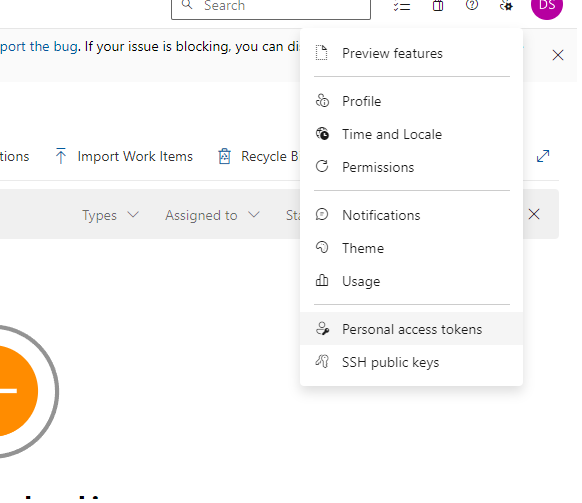 Search
DS
port the bug. If your issue is blocking, you can di
Preview features
Profile
Time and Locale
Permissions
tions
Import Work Items
Recycle B
Types
Assigned to
Sta
Notifications
Theme
Usage
Personal access tokens
SSH public keys